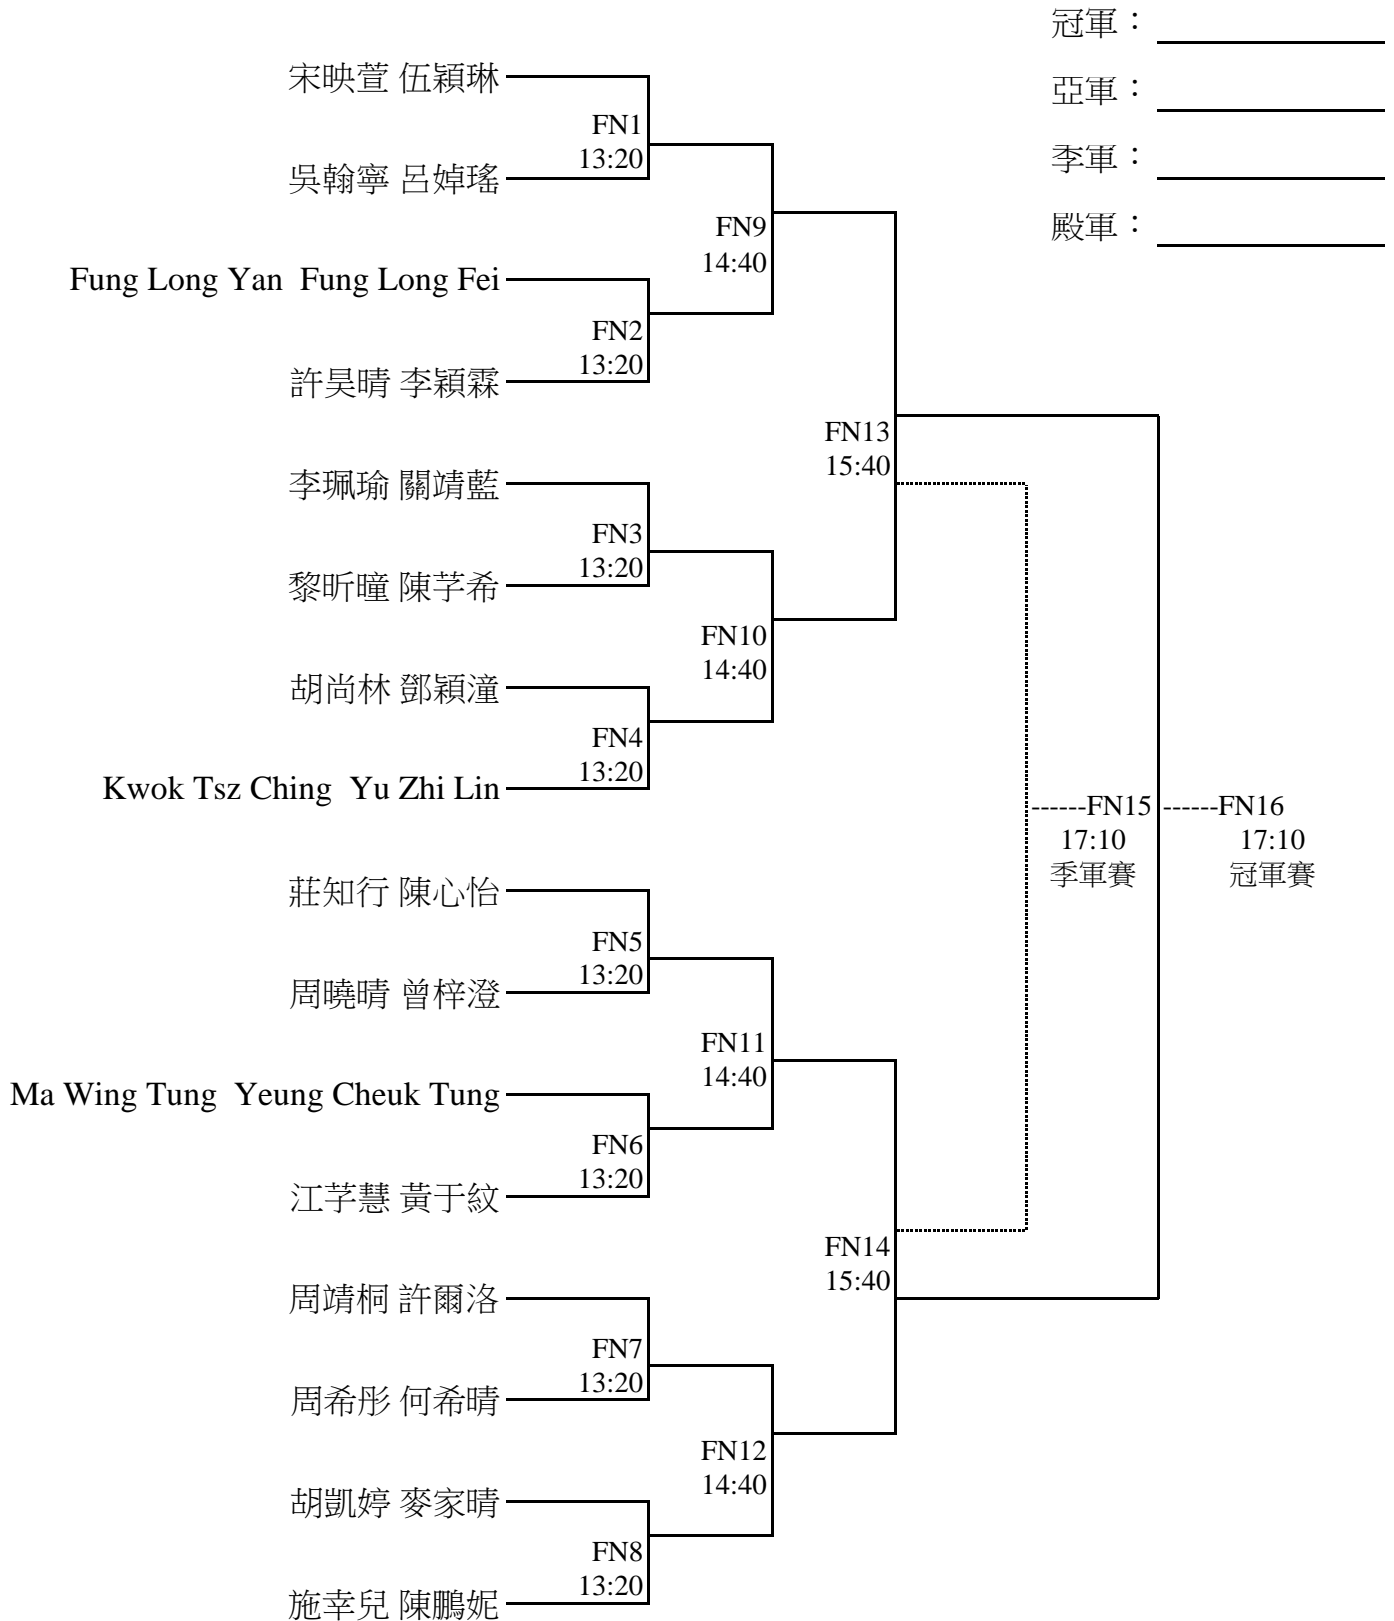 冠軍：
宋映萱 伍穎琳
亞軍：
FN1
13:20
季軍：
吳翰寧 呂婥瑤
FN9
14:40
殿軍：
Fung Long Yan  Fung Long Fei
FN2
13:20
許昊晴 李穎霖
FN13
15:40
李珮瑜 關靖藍
FN3
13:20
黎昕曈 陳芓希
FN10
14:40
胡尚林 鄧穎潼
FN4
13:20
Kwok Tsz Ching  Yu Zhi Lin
------FN15
17:10
季軍賽
------FN16
17:10
冠軍賽
莊知行 陳心怡
FN5
13:20
周曉晴 曾梓澄
FN11
14:40
Ma Wing Tung  Yeung Cheuk Tung
FN6
13:20
江芓慧 黃于紋
FN14
15:40
周靖桐 許爾洛
FN7
13:20
周希彤 何希晴
FN12
14:40
胡凱婷 麥家晴
FN8
13:20
施幸兒 陳鵬妮